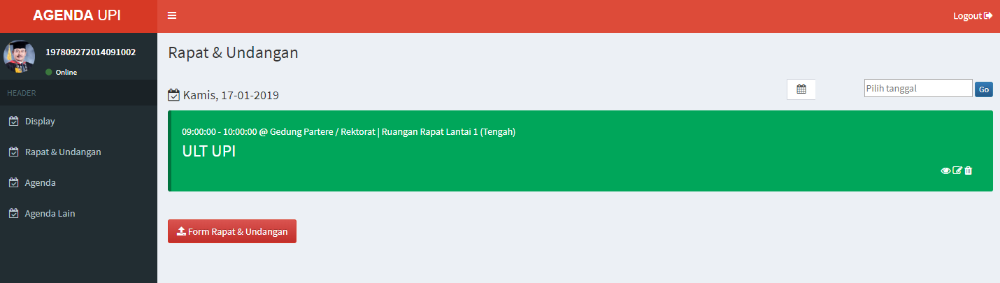 AGENDA UPI
Logout
197809272014091002
Online
HEADER
Display
Rapat & Undangan
Agenda
Agenda Lain
Rapat & Undangan
Kamis, 17-01-2019
Pilih tanggal
Go
09:00:00 - 10:00:00 @ Gedung Partere / Rektorat | Ruangan Rapat Lantai 1 (Tengah)
ULT UPI
Form Rapat & Undangan